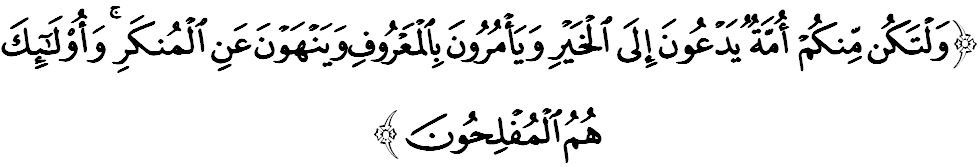 ﴿وَلْتَكُن مِّنكُمْ أُمَّةٌ يَدْعُونَ إِلَى ٱلْخَيْرِ وَيَأْمُرُونَ بِٱلْمَعْرُوفِ وَيَنْهَوْنَ عَنِ ٱلْمُنكَرِ ۚ وَأُو۟لَـٰٓئِكَ
هُمُ ٱلْمُفْلِحُونَ﴾